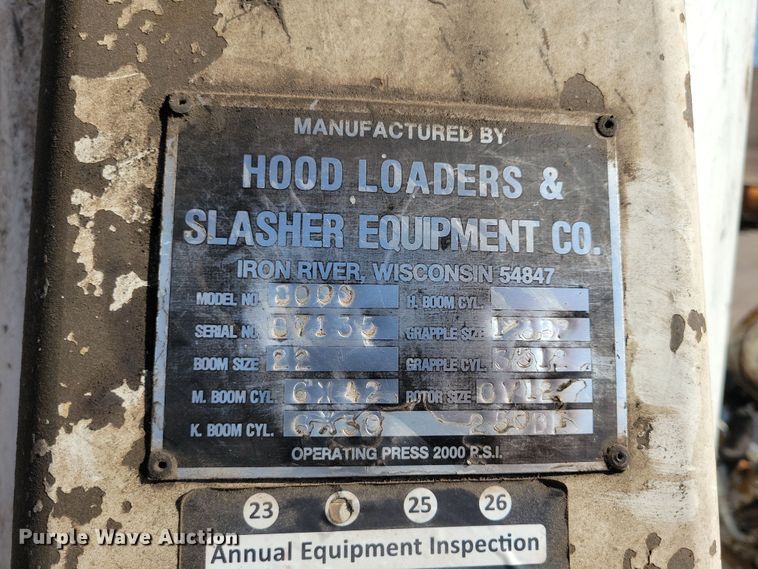 MANUFACTURED BY
HOOD LOADERS &
SLASHER EQUIPMENT CO.
IRON RIVER, WISCONSIN 54847
MODEL NO. 8000 H. BOOM CYL.
SERIAL NO. GRAPPLE SIZE
BOOM SIZE 22 GRAPPLE CYL.
M. BOOM CYL. 6X42 ROTOR SIZE
K. BOOM CYL.
OPERATING PRESS 2000 P.S.I.
23 25 26
Annual Equipment Inspection
Purple Wave Auction